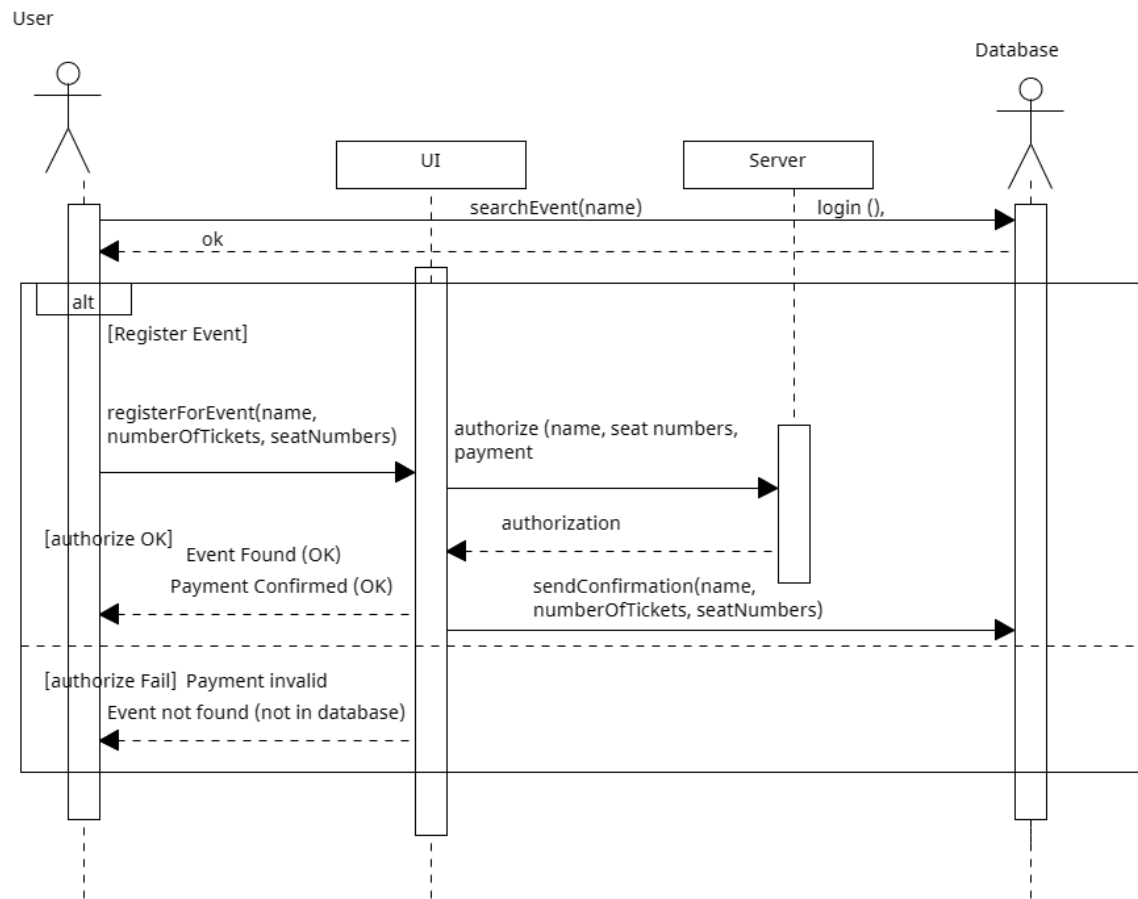 User
Database
UI
Server
searchEvent(name)
login (),
ok
alt
[Register Event]
registerForEvent(name,
numberOfTickets, seatNumbers)
authorize (name, seat numbers,
payment
authorization
[authorize OK]
Event Found (OK)
Payment Confirmed (OK)
sendConfirmation(name,
numberOfTickets, seatNumbers)
[authorize Fail] Payment invalid
Event not found (not in database)